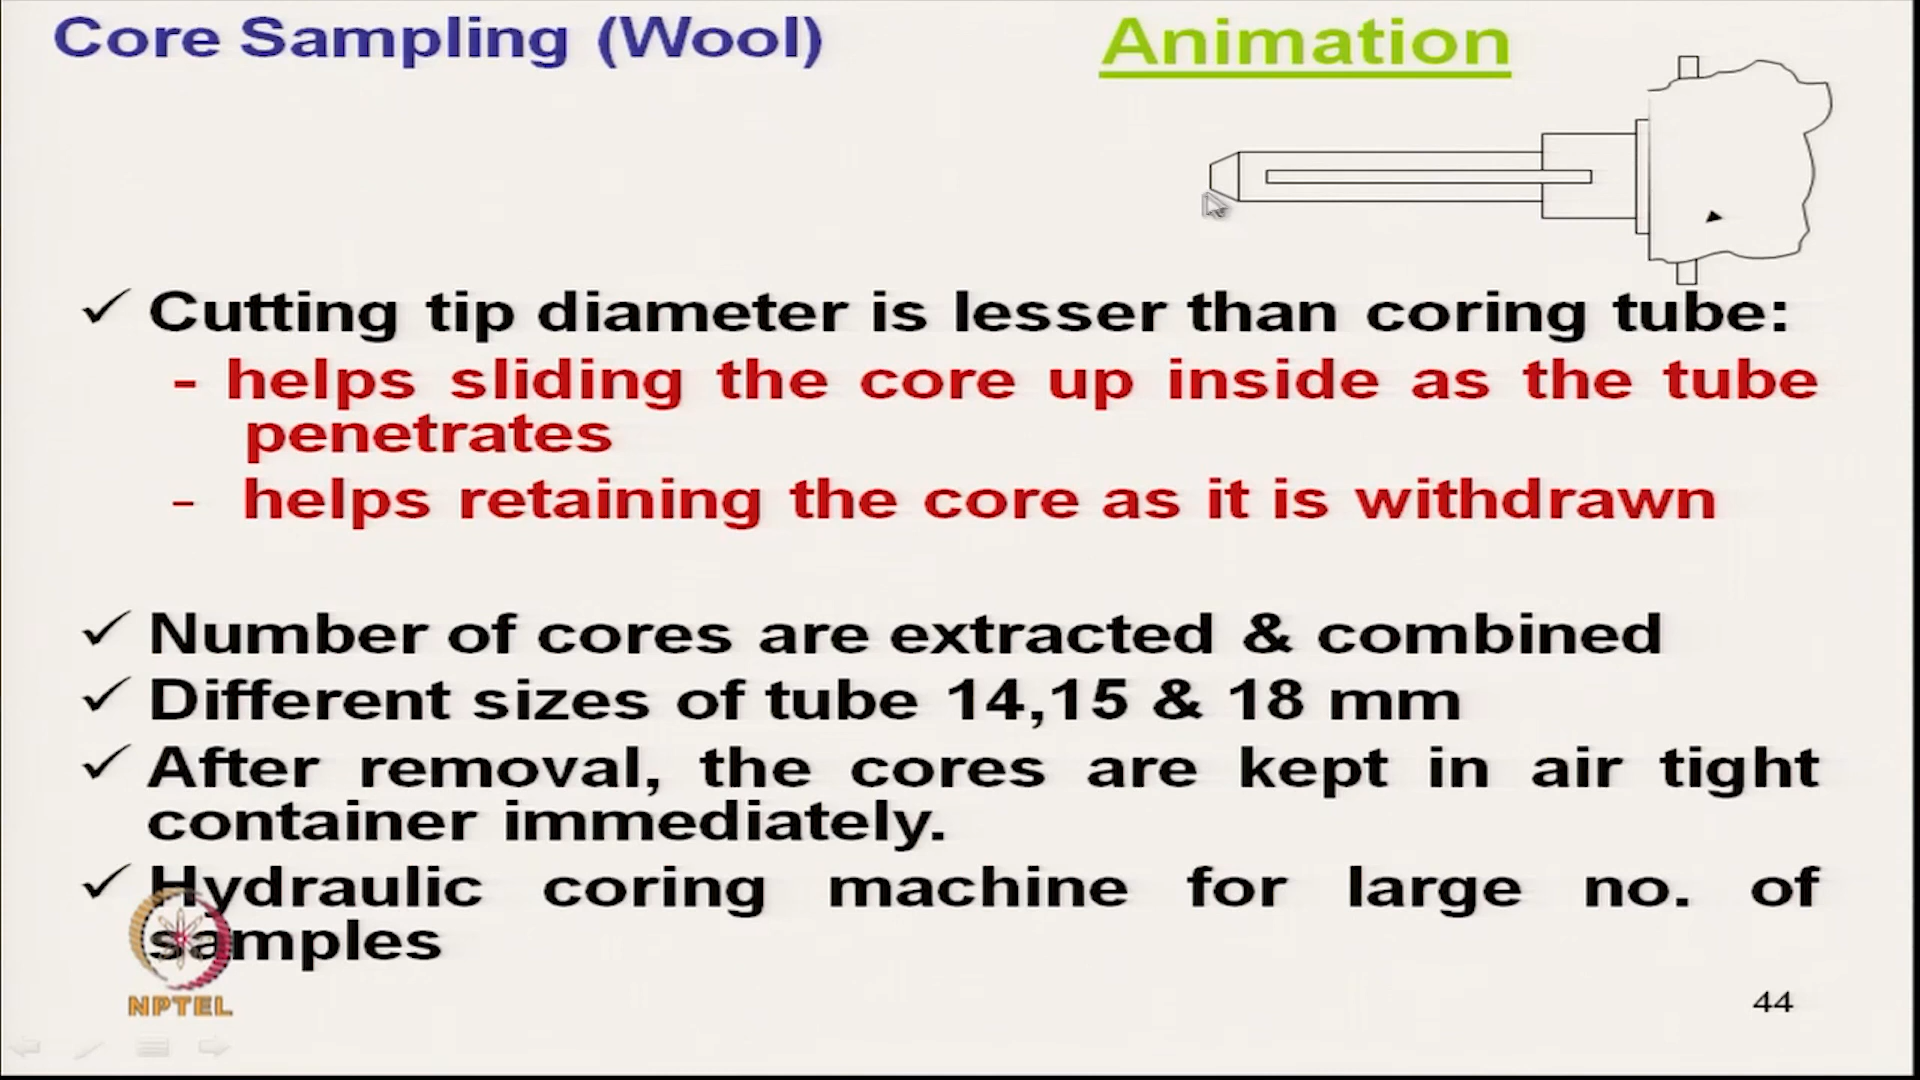 Core Sampling (Wool)
Animation
✓ Cutting tip diameter is lesser than coring tube:
- helps sliding the core up inside as the tube
penetrates
- helps retaining the core as it is withdrawn
✓ Number of cores are extracted & combined
✓ Different sizes of tube 14,15 & 18 mm
✓ After removal, the cores are kept in air tight
container immediately.
✓ Hydraulic coring machine for large no. of
samples
NPTEL
44